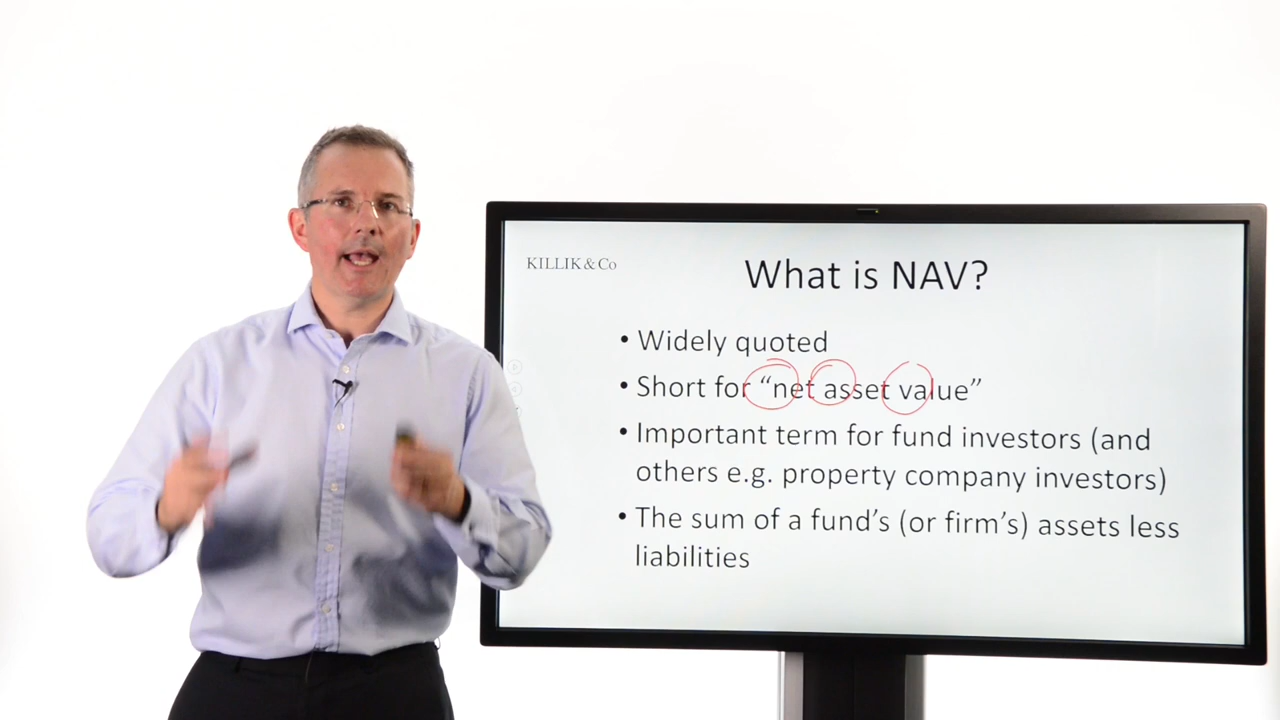 KILLIK & Co
What is NAV?
• Widely quoted
• Short for “net asset value”
• Important term for fund investors (and
others e.g. property company investors)
• The sum of a fund’s (or firm’s) assets less
liabilities